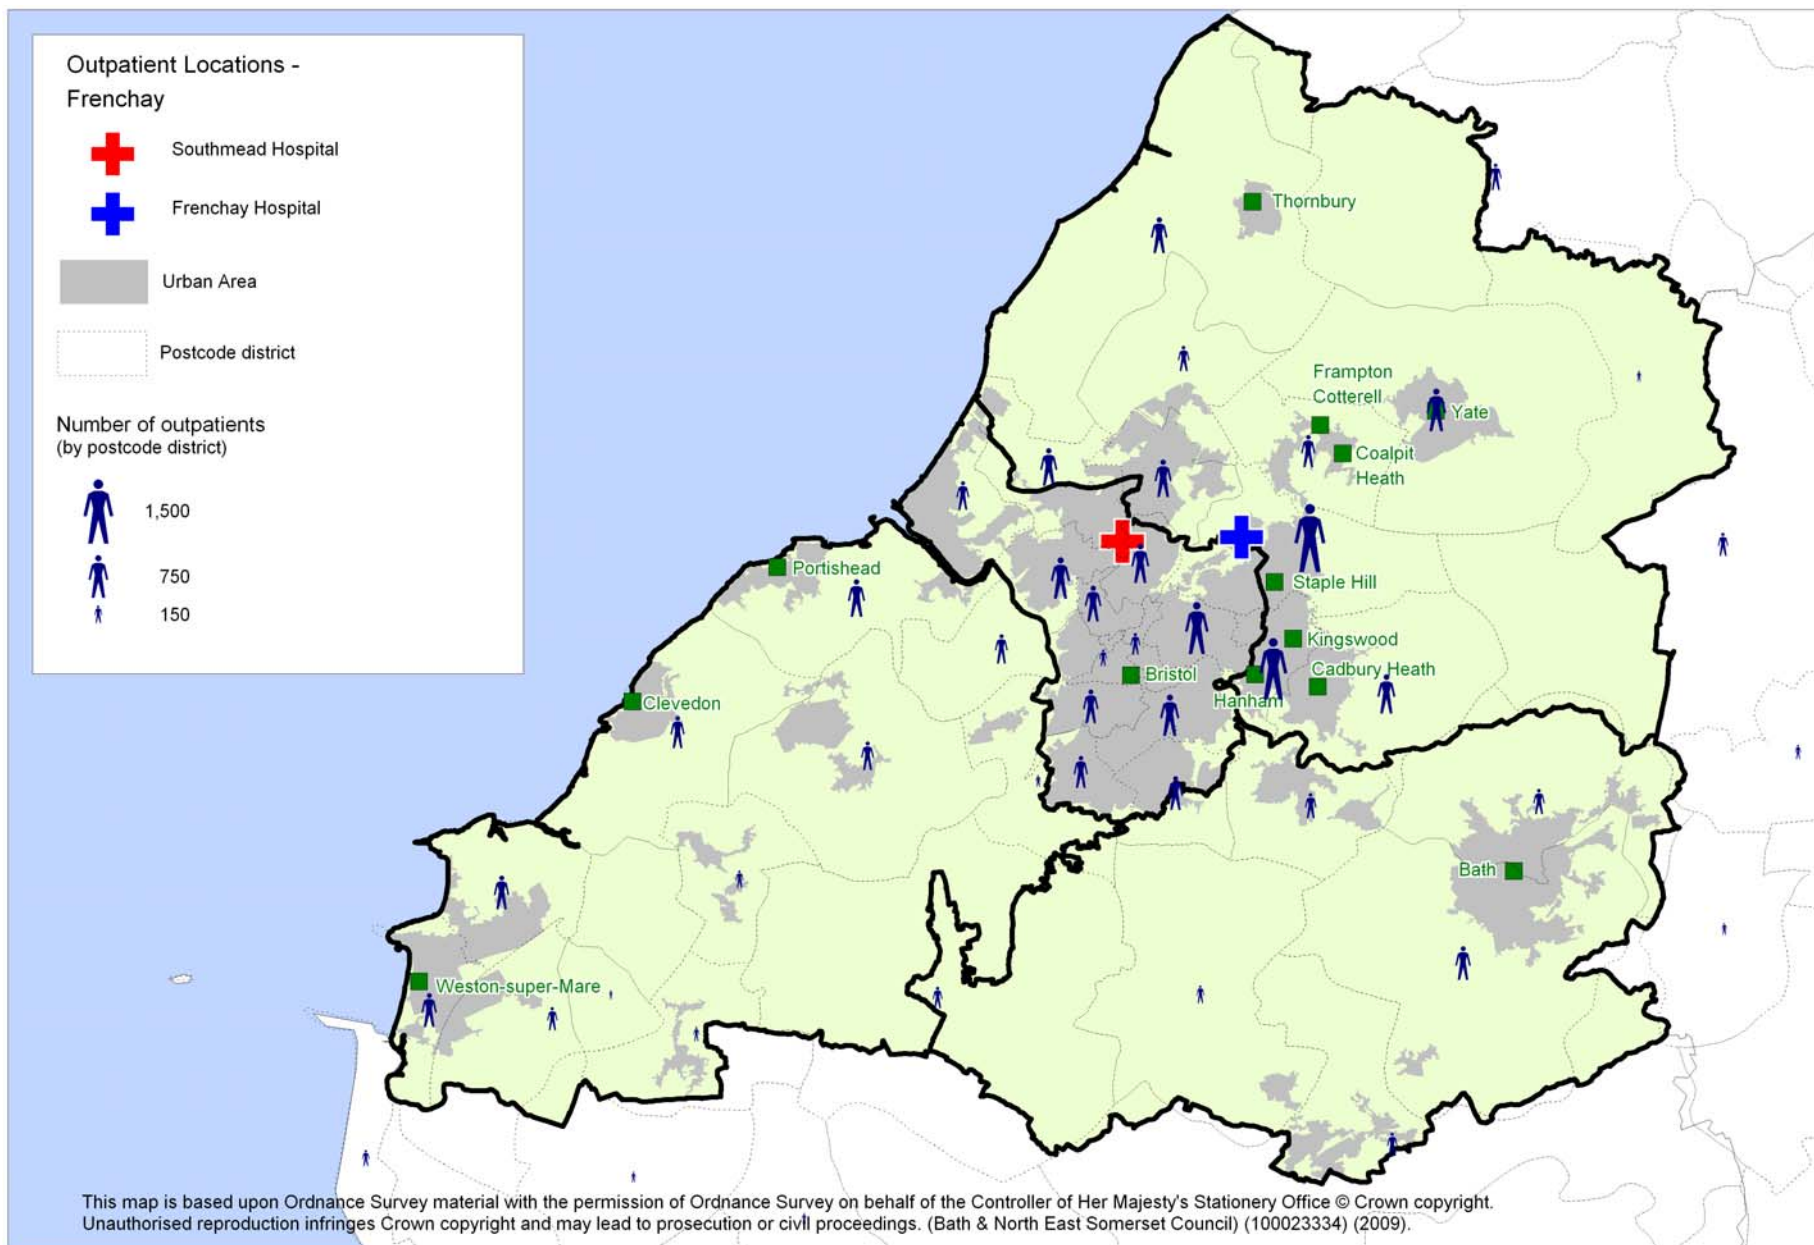 Outpatient Locations -
Frenchay
Southmead Hospital
Frenchay Hospital
Urban Area
Postcode district
Number of outpatients
(by postcode district)
1,500
750
150
Thornbury
Frampton
Cotterell
Yate
Coalpit
Heath
Portishead
Staple Hill
Kingswood
Cadbury Heath
Bristol
Hanham
Clevedon
Bath
Weston-super-Mare
This map is based upon Ordnance Survey material with the permission of Ordnance Survey on behalf of the Controller of Her Majesty's Stationery Office © Crown copyright.
Unauthorised reproduction infringes Crown copyright and may lead to prosecution or civil proceedings. (Bath & North East Somerset Council) (100023334) (2009).